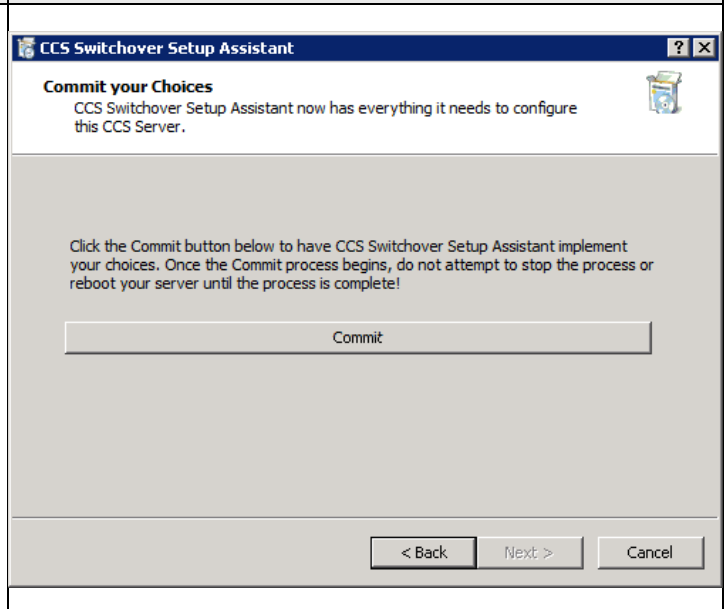 CCS Switchover Setup Assistant
Commit your Choices
CCS Switchover Setup Assistant now has everything it needs to configure
this CCS Server.
Click the Commit button below to have CCS Switchover Setup Assistant implement
your choices. Once the Commit process begins, do not attempt to stop the process or
reboot your server until the process is complete!
Commit
< Back Next > Cancel